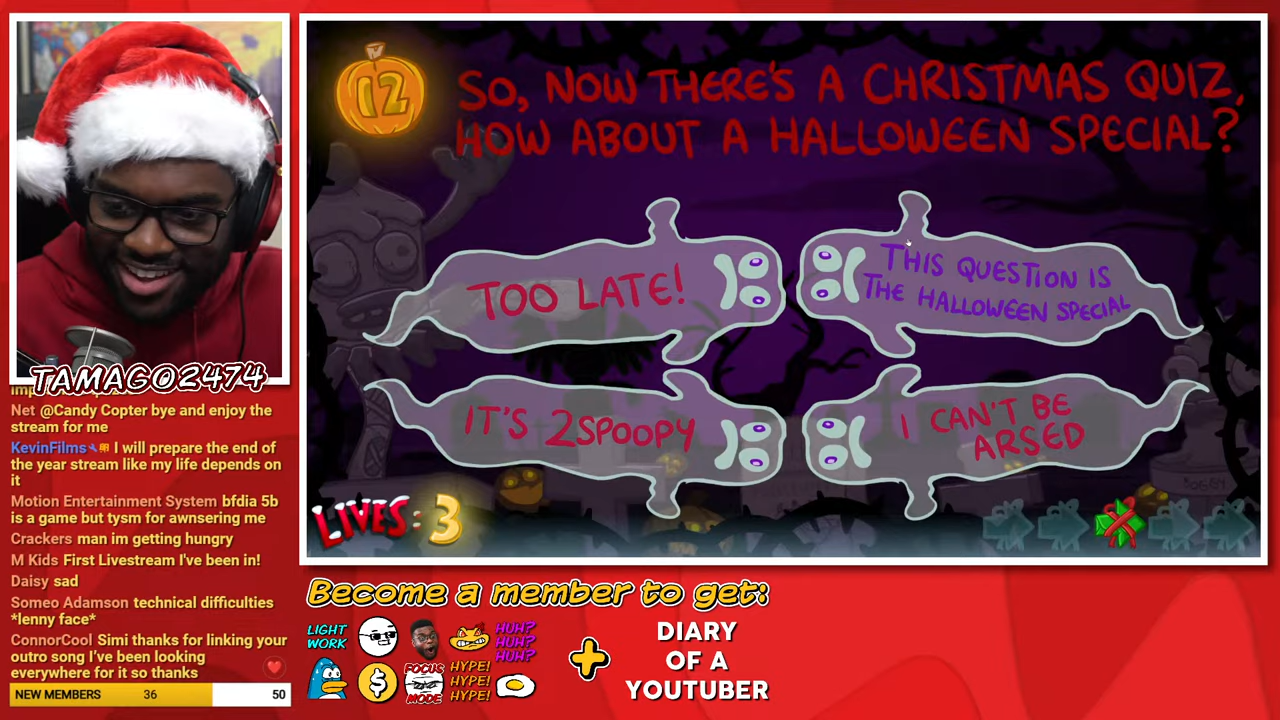 12
SO, NOW THERE'S A CHRISTMAS QUIZ,
HOW ABOUT A HALLOWEEN SPECIAL?
TOO LATE!
THIS QUESTION IS
THE HALLOWEEN SPECIAL
IT'S 2SPOOPY
I CAN'T BE
ARSED
LIVES: 3
TAMAGO2474
Net @Candy Copter bye and enjoy the
stream for me
KevinFilms I will prepare the end of
the year stream like my life depends on
it
Motion Entertainment System bfdia 5b
is a game but tysm for awnsering me
Crackers man im getting hungry
M Kids First Livestream I've been in!
Daisy sad
Someo Adamson technical difficulties
*lenny face*
ConnorCool Simi thanks for linking your
outro song I've been looking
everywhere for it so thanks
NEW MEMBERS 36 50
Become a member to get:
LIGHT
WORK
HUH?
HUH?
HUH?
$
FOCUS
MODE
HYPE!
HYPE!
HYPE!
+
DIARY
OF A
YOUTUBER